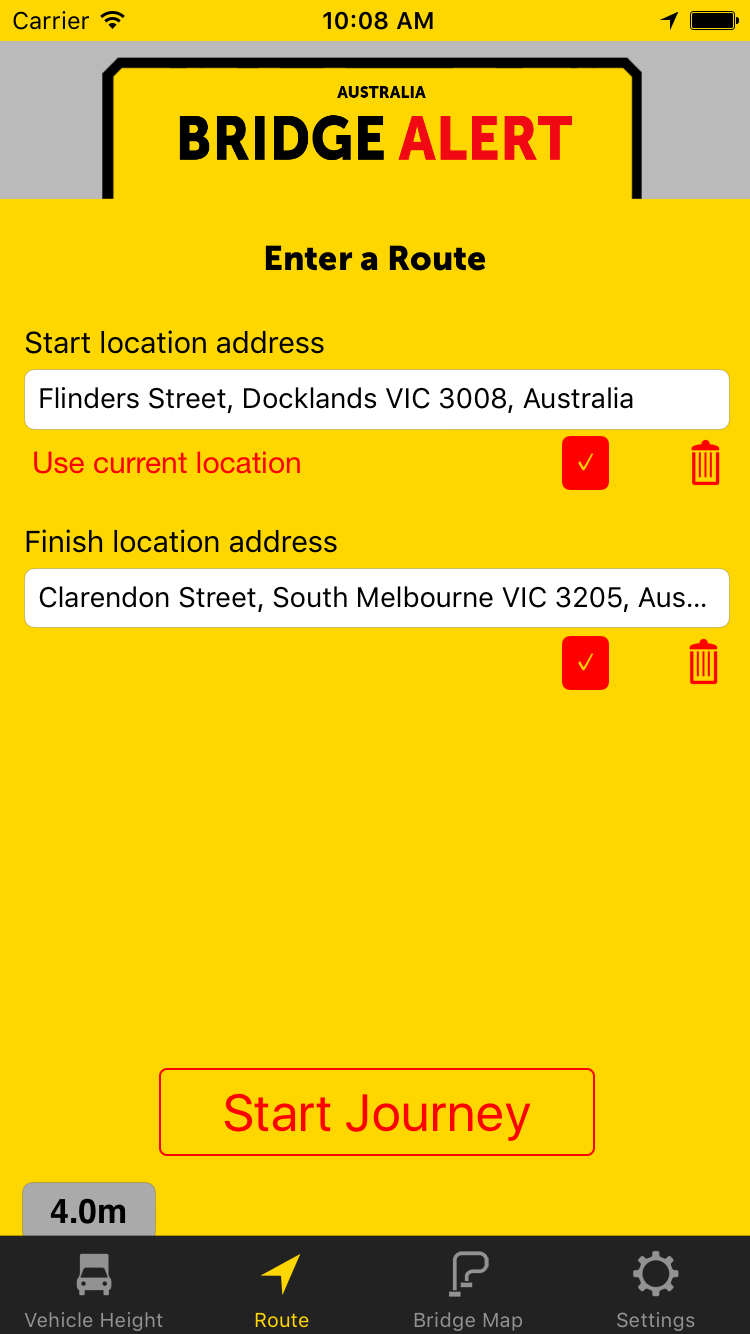 Carrier 10:08 AM
AUSTRALIA
BRIDGE ALERT
Enter a Route
Start location address
Flinders Street, Docklands VIC 3008, Australia
Use current location
✓
Finish location address
Clarendon Street, South Melbourne VIC 3205, Aus...
✓
Start Journey
4.0m
Vehicle Height Route Bridge Map Settings